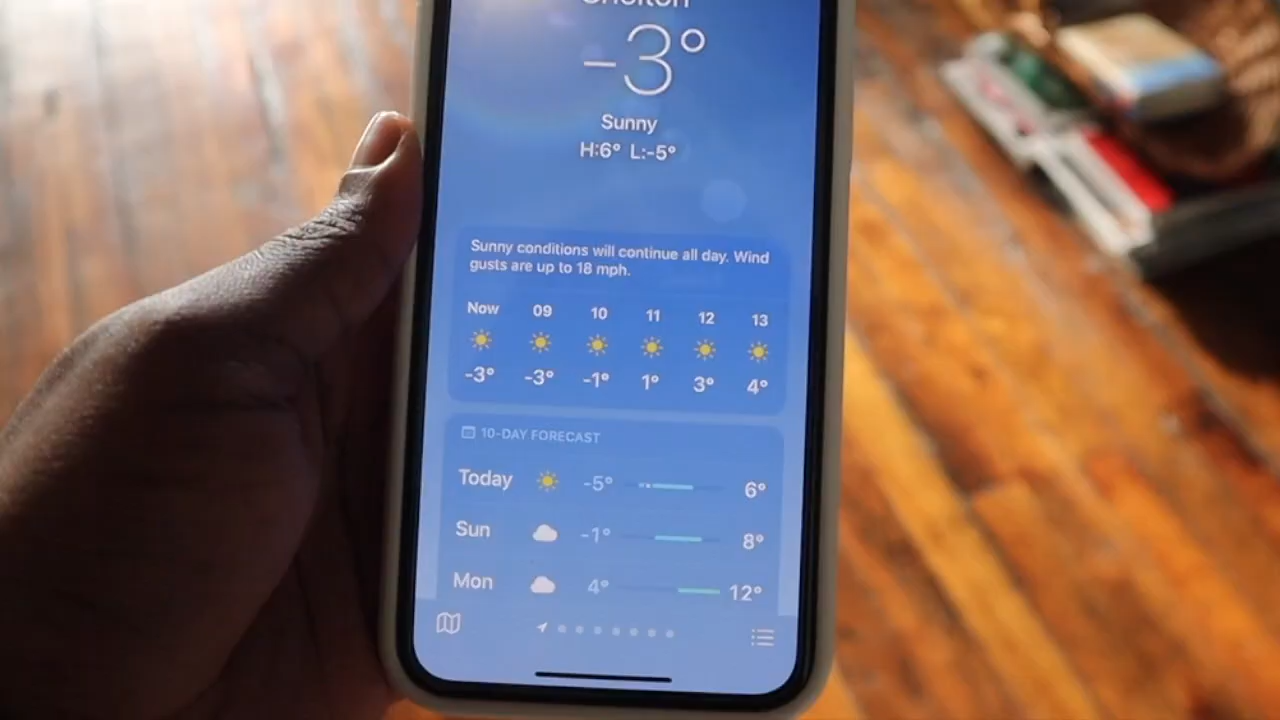 Shelton
-3°
Sunny
H:6° L:-5°
Sunny conditions will continue all day. Wind
gusts are up to 18 mph.
Now 09 10 11 12 13
-3° -3° -1° 1° 3° 4°
10-DAY FORECAST
Today -5° 6°
Sun -1° 8°
Mon 4° 12°